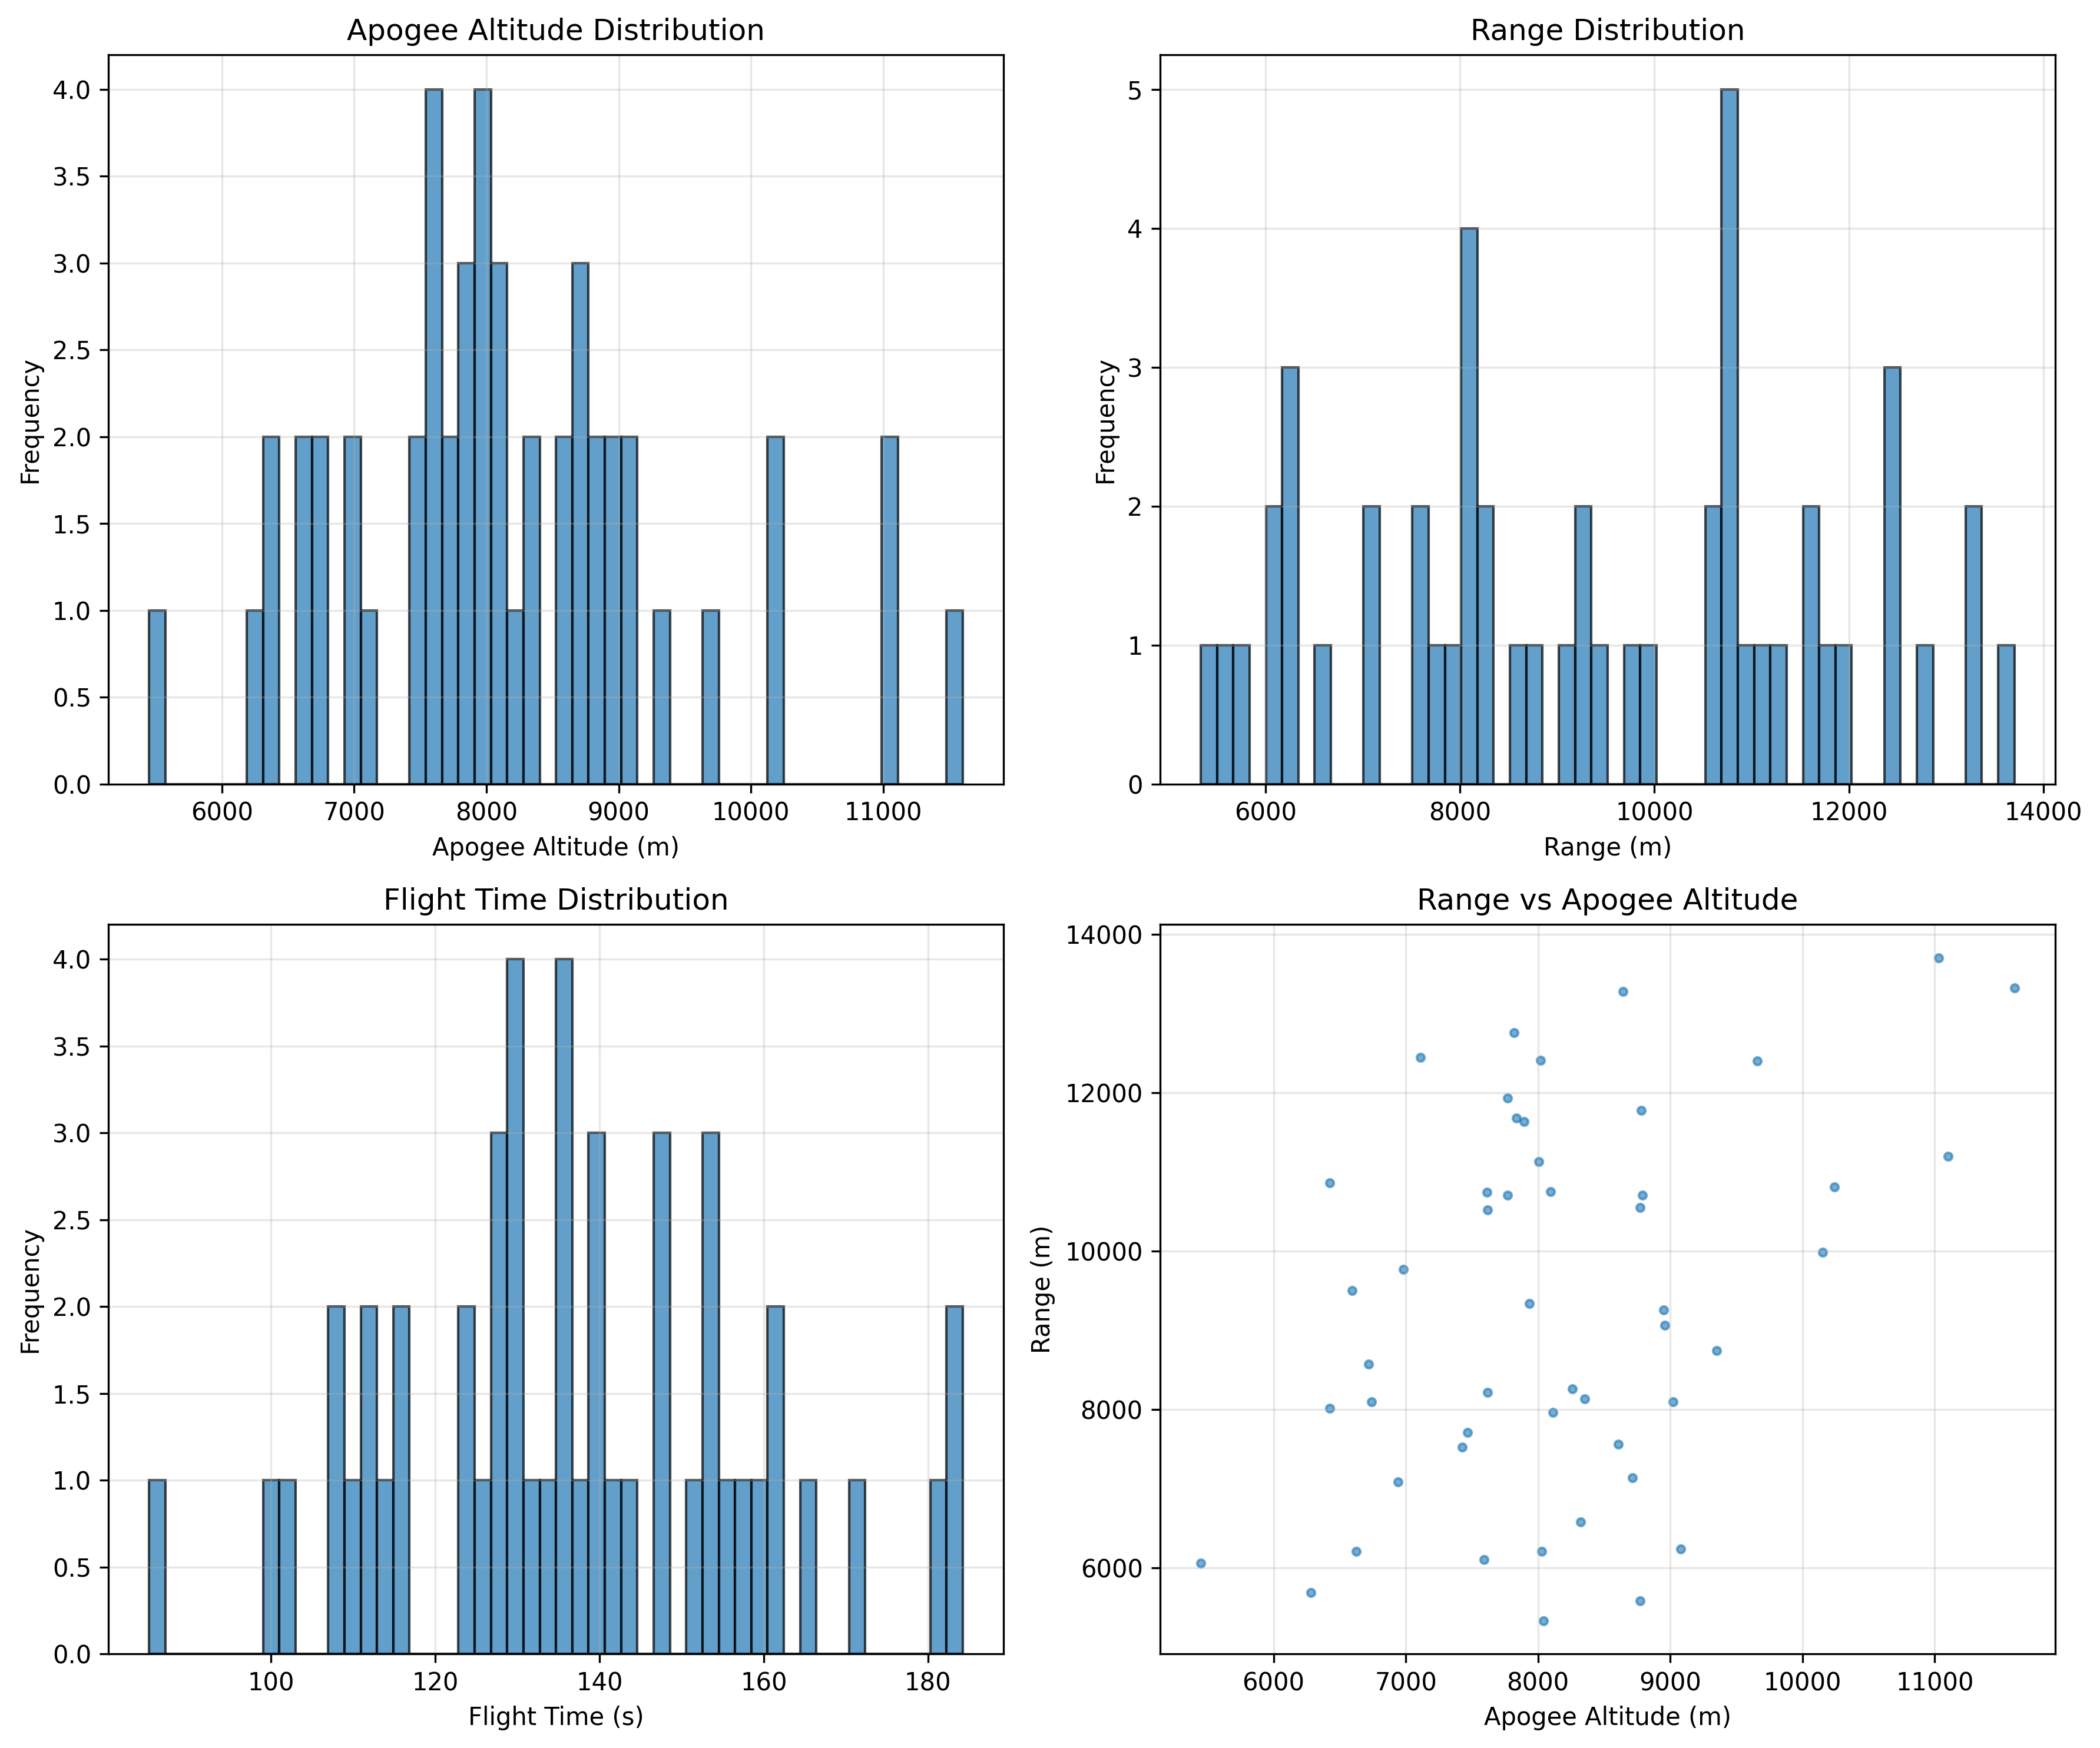 Apogee Altitude Distribution
Frequency
4.0
3.5
3.0
2.5
2.0
1.5
1.0
0.5
0.0
6000 7000 8000 9000 10000 11000
Apogee Altitude (m)
Range Distribution
Frequency
5
4
3
2
1
0
6000 8000 10000 12000 14000
Range (m)
Flight Time Distribution
Frequency
4.0
3.5
3.0
2.5
2.0
1.5
1.0
0.5
0.0
100 120 140 160 180
Flight Time (s)
Range vs Apogee Altitude
Range (m)
14000
12000
10000
8000
6000
6000 7000 8000 9000 10000 11000
Apogee Altitude (m)